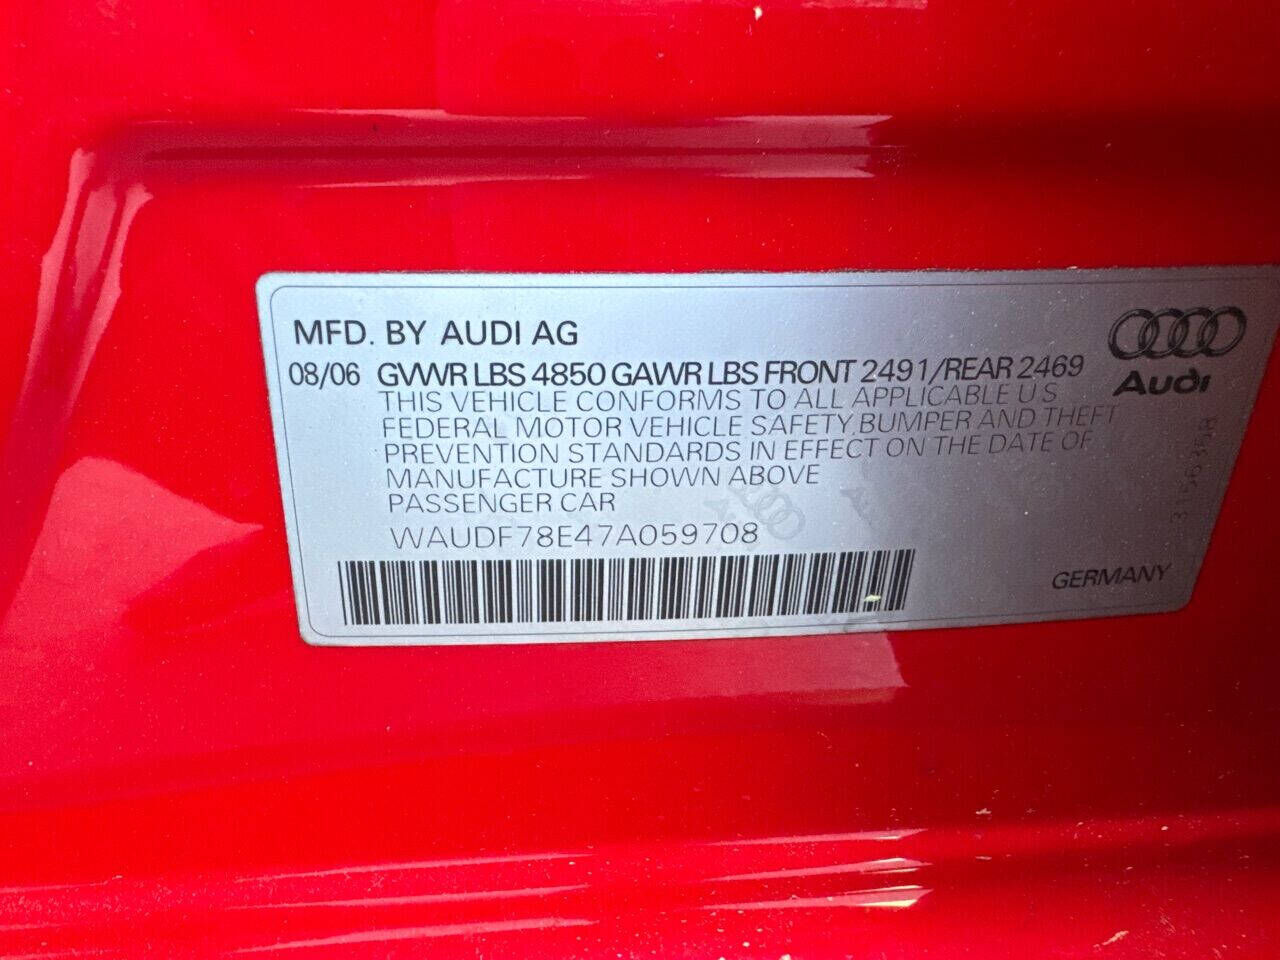 MFD. BY AUDI AG
08/06 GVWR LBS 4850 GAWR LBS FRONT 2491/REAR 2469
Audi
THIS VEHICLE CONFORMS TO ALL APPLICABLE U S
FEDERAL MOTOR VEHICLE SAFETY, BUMPER AND THEFT
PREVENTION STANDARDS IN EFFECT ON THE DATE OF
MANUFACTURE SHOWN ABOVE
PASSENGER CAR
WAUDF78E47A059708
GERMANY